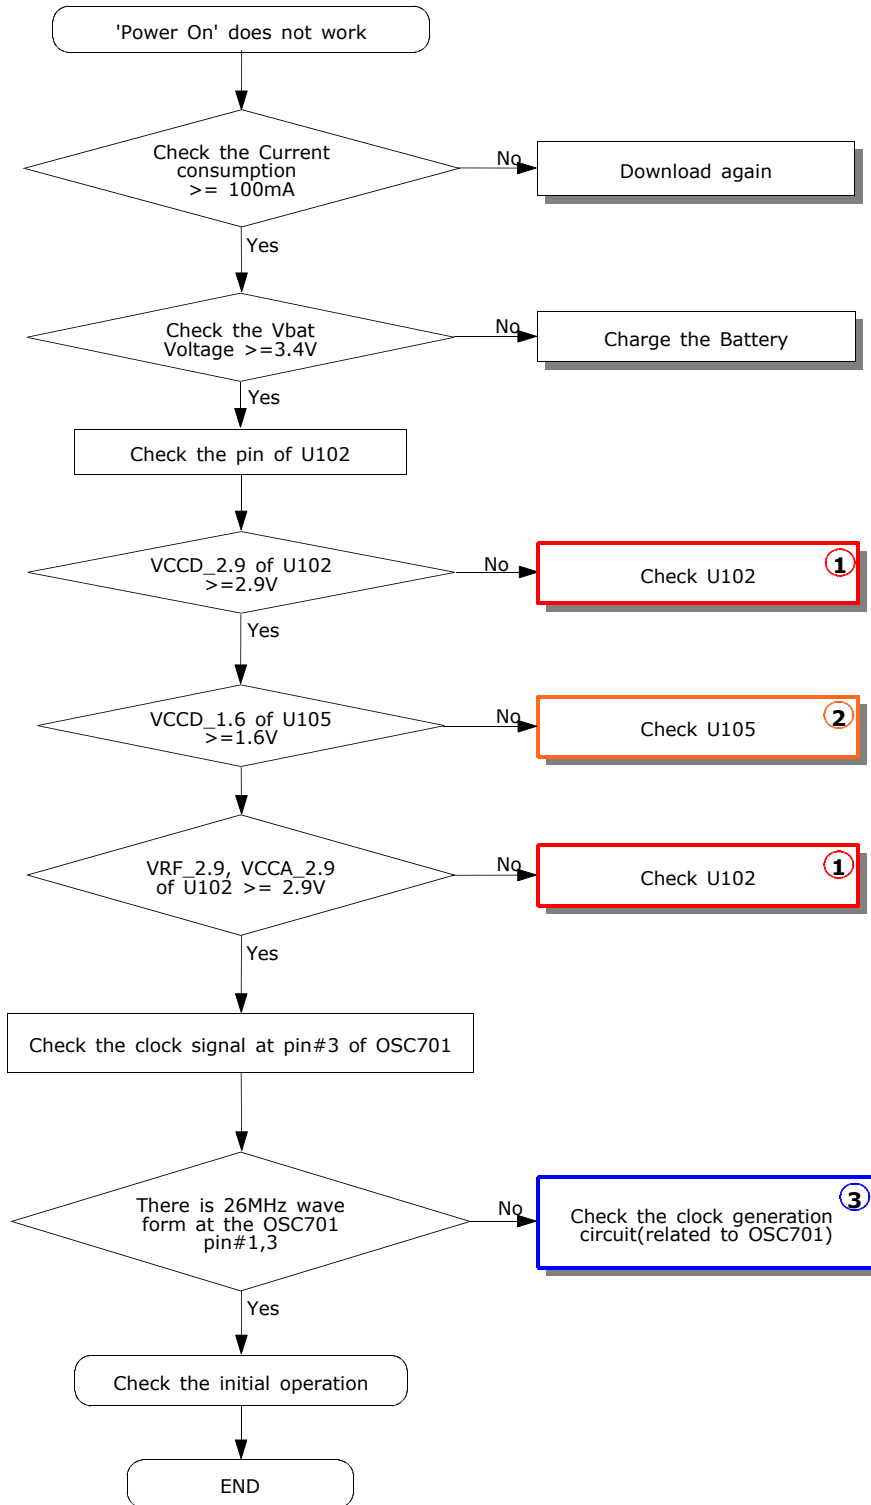 'Power On' does not work
Check the Current
consumption
>= 100mA
No
Download again
Yes
Check the Vbat
Voltage >=3.4V
No
Charge the Battery
Yes
Check the pin of U102
VCCD_2.9 of U102
>=2.9V
No
Check U102
1
Yes
VCCD_1.6 of U105
>=1.6V
No
Check U105
2
VRF_2.9, VCCA_2.9
of U102 >= 2.9V
No
Check U102
1
Yes
Check the clock signal at pin#3 of OSC701
There is 26MHz wave
form at the OSC701
pin#1,3
No
Check the clock generation
circuit(related to OSC701)
3
Yes
Check the initial operation
END